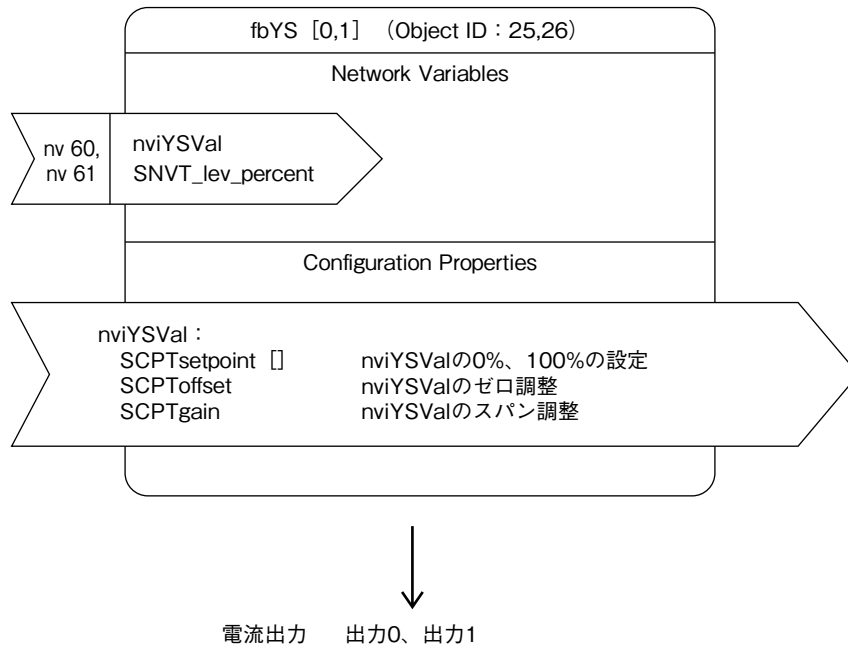 fbYS [0,1] （Object ID：25,26）
Network Variables
nv 60,
nv 61
nviYSVal
SNVT_lev_percent
Configuration Properties
nviYSVal：
SCPTsetpoint [] nviYSValの0%、100%の設定
SCPToffset nviYSValのゼロ調整
SCPTgain nviYSValのスパン調整
電流出力 出力0、出力1